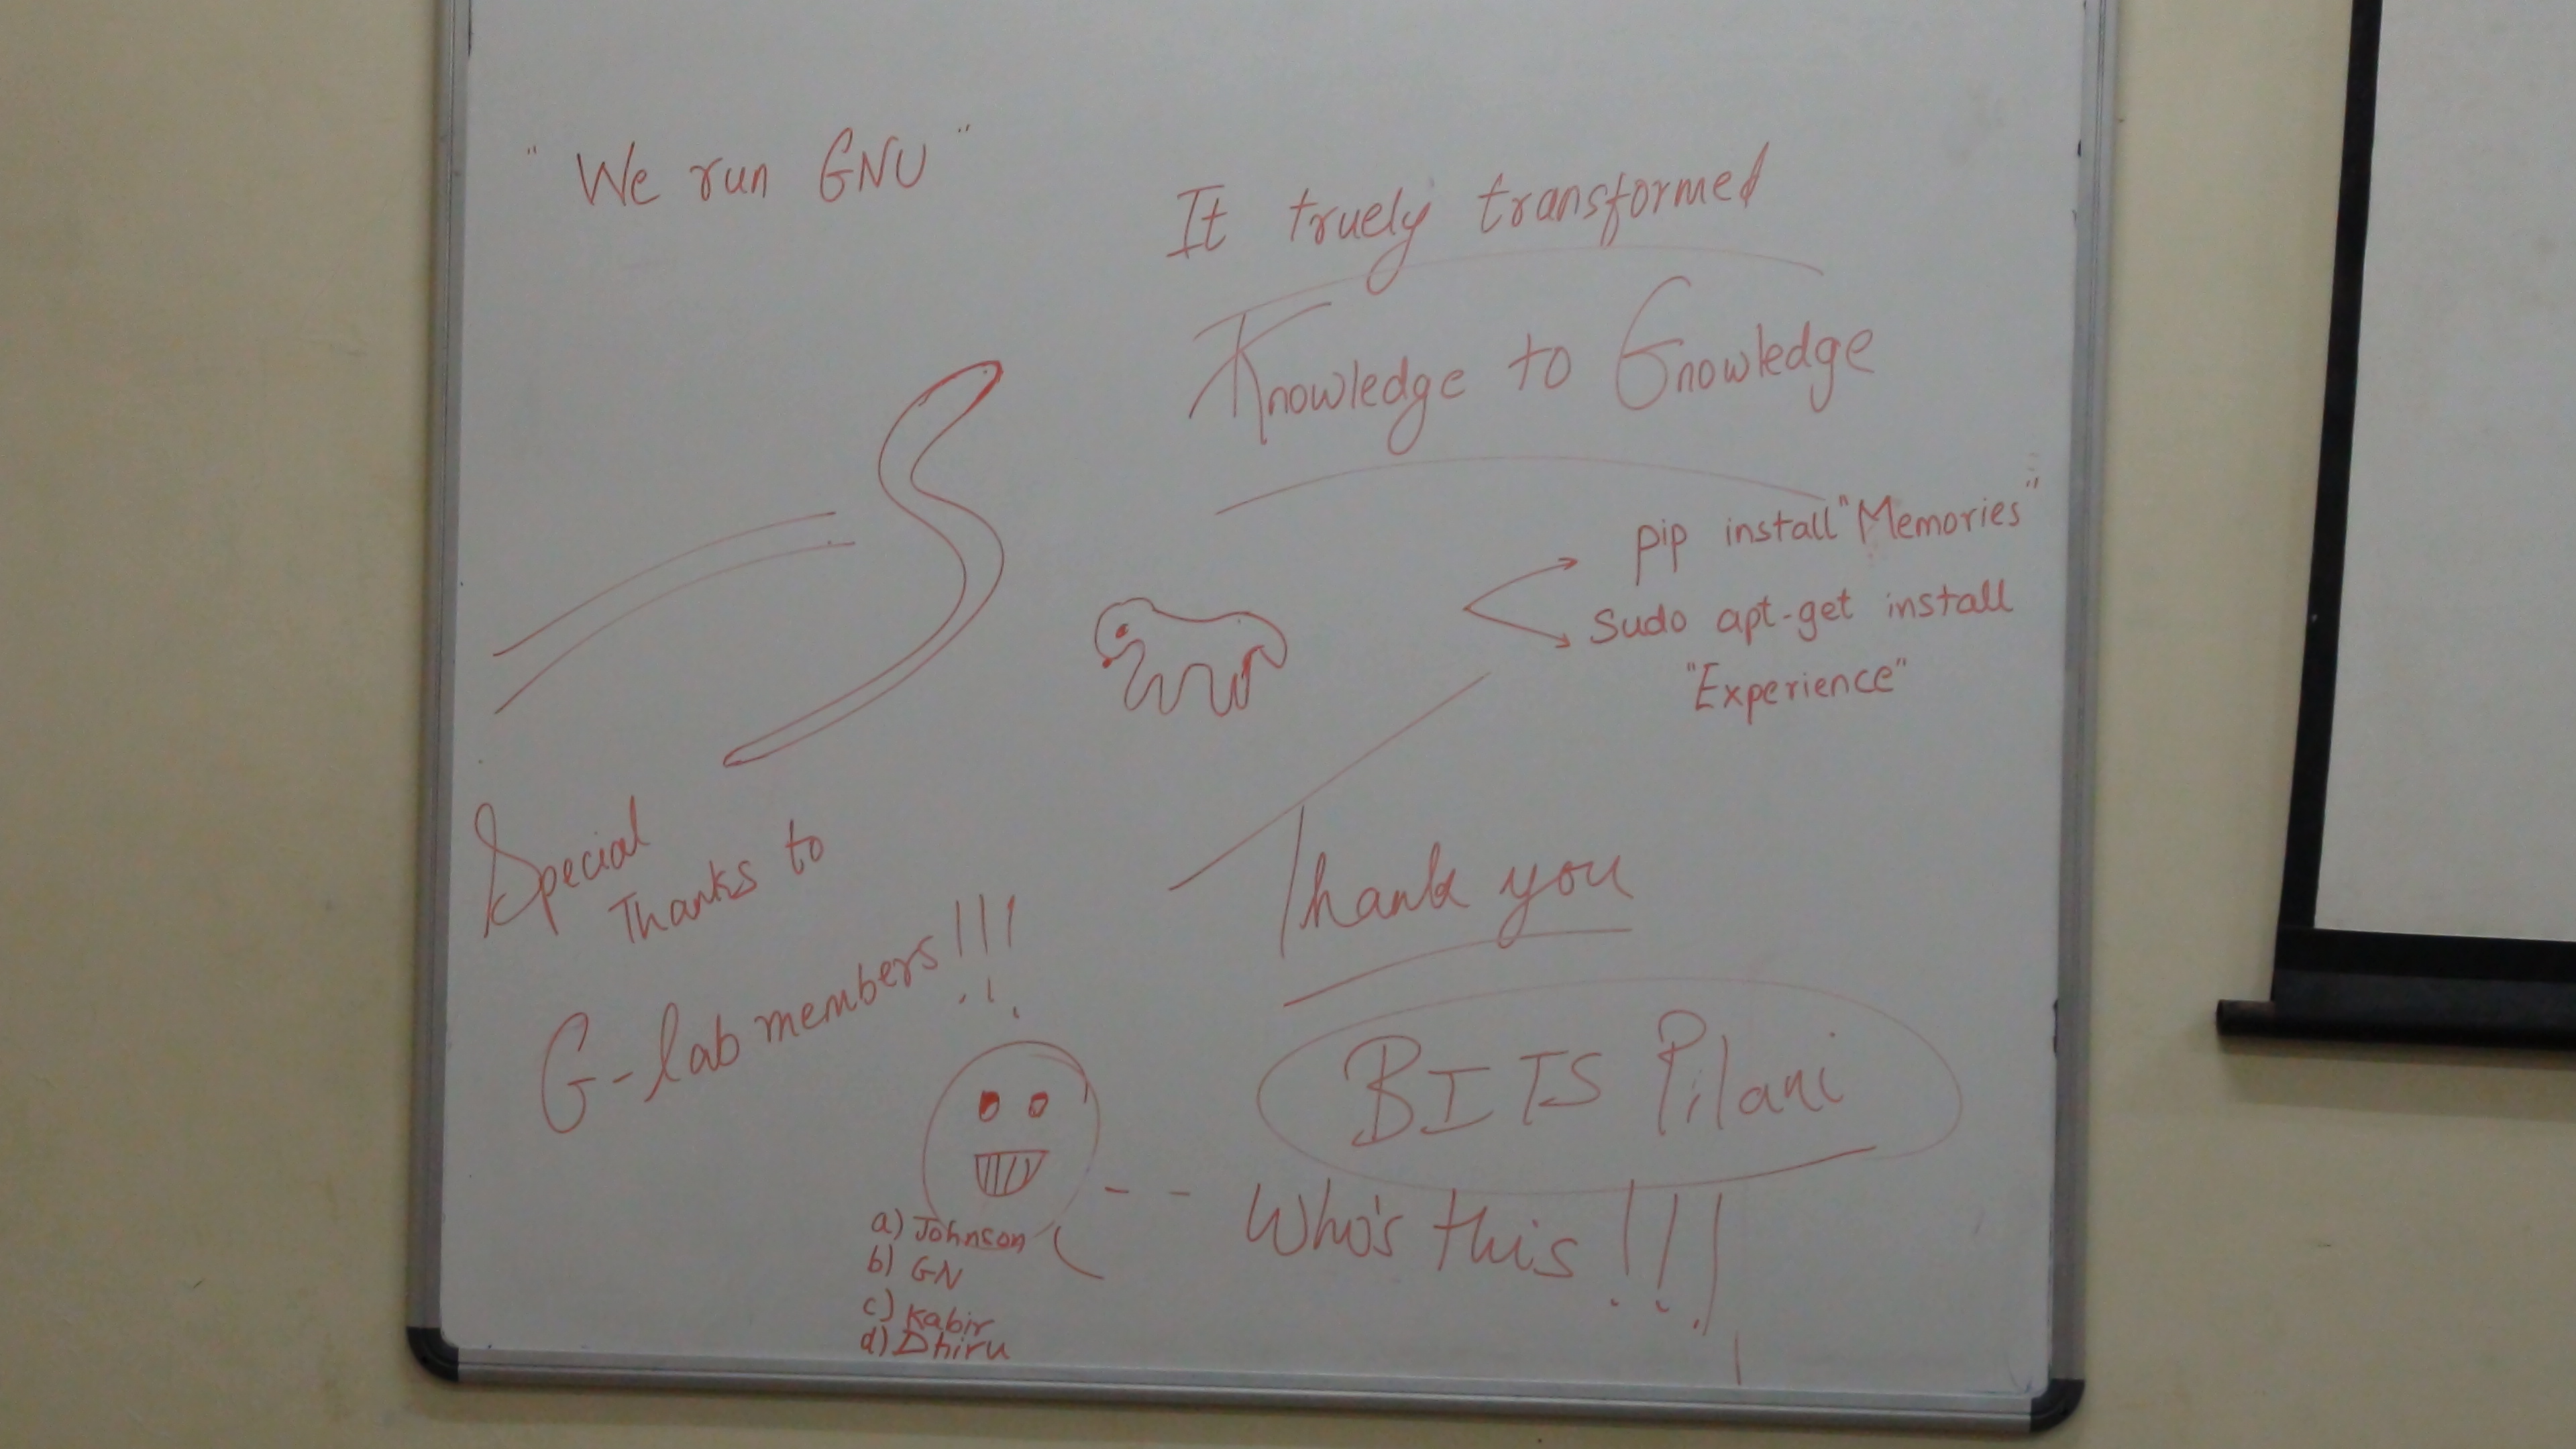 "We run GNU"
It truely transformed
Knowledge to Gnowledge
pip install "Memories"
Sudo apt-get install
"Experience"
Special
Thanks to
G-lab members!!!
Thank you
BITS Pilani
-- Who's this!!!
a) Johnson
b) GN
c) Kabir
d) Dhiru